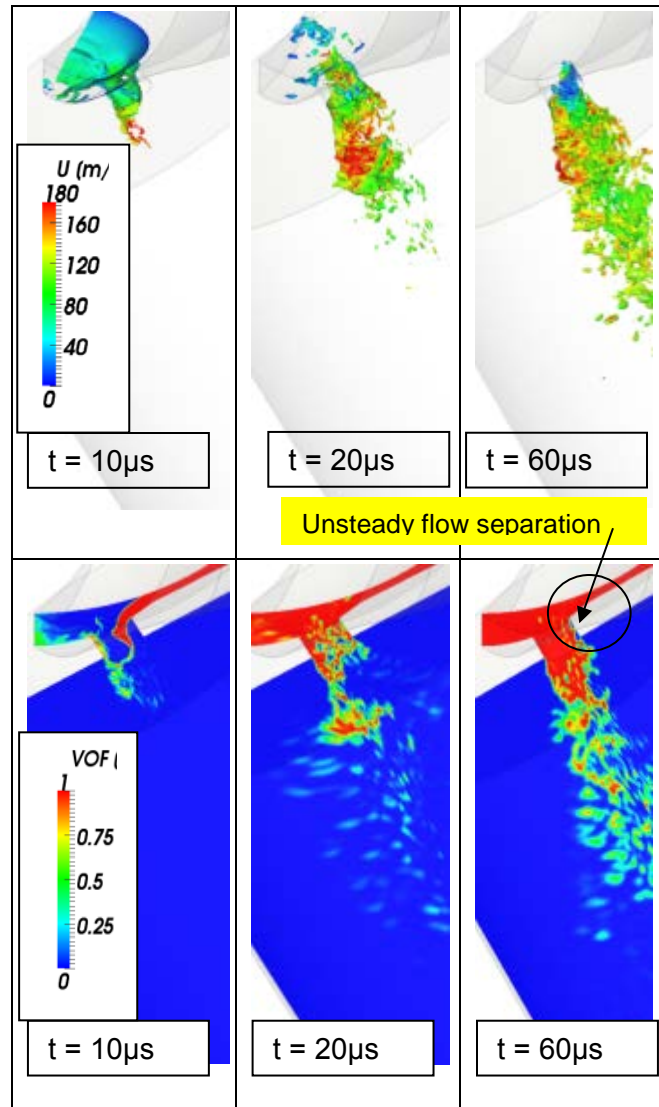 U (m/
180
160
120
80
40
0
t = 10µs
t = 20µs
t = 60µs
Unsteady flow separation
VOF (
1
0.75
0.5
0.25
0
t = 10µs
t = 20µs
t = 60µs